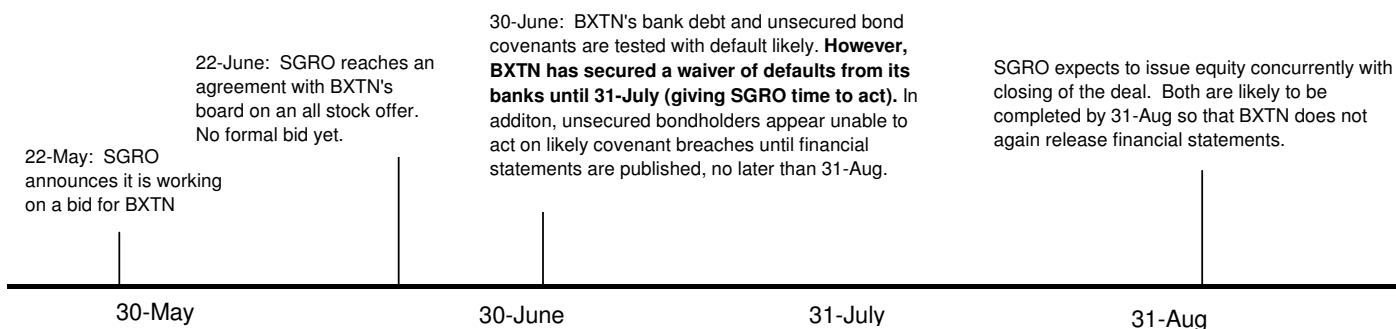 22-May:  SGRO
announces it is working
on a bid for BXTN
22-June:  SGRO reaches an
agreement with BXTN's
board on an all stock offer.
No formal bid yet.
30-June:  BXTN's bank debt and unsecured bond
covenants are tested with default likely. However,
BXTN has secured a waiver of defaults from its
banks until 31-July (giving SGRO time to act). In
additon, unsecured bondholders appear unable to
act on likely covenant breaches until financial
statements are published, no later than 31-Aug.
SGRO expects to issue equity concurrently with
closing of the deal.  Both are likely to be
completed by 31-Aug so that BXTN does not
again release financial statements.
30-May
30-June
31-July
31-Aug